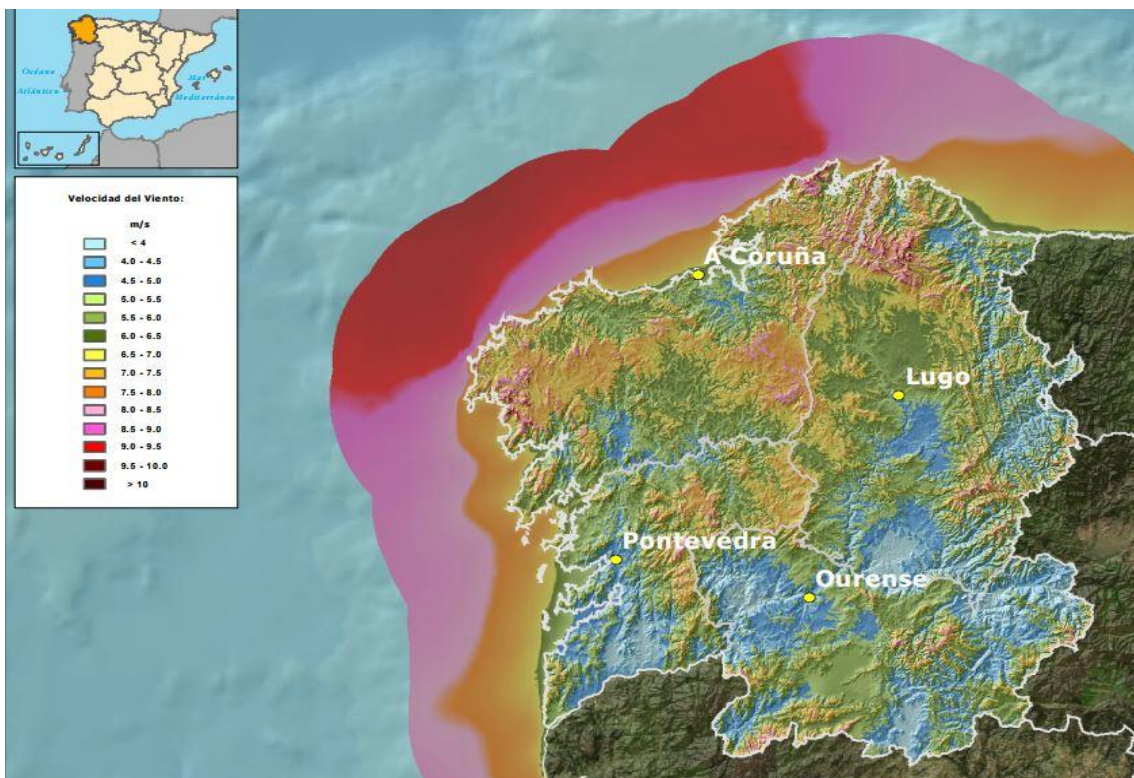 Océano
Atlántico
Mar
Mediterráneo
Velocidad del Viento:
m/s
< 4
4.0 - 4.5
4.5 - 5.0
5.0 - 5.5
5.5 - 6.0
6.0 - 6.5
6.5 - 7.0
7.0 - 7.5
7.5 - 8.0
8.0 - 8.5
8.5 - 9.0
9.0 - 9.5
9.5 - 10.0
> 10
A Coruña
Lugo
Pontevedra
Ourense